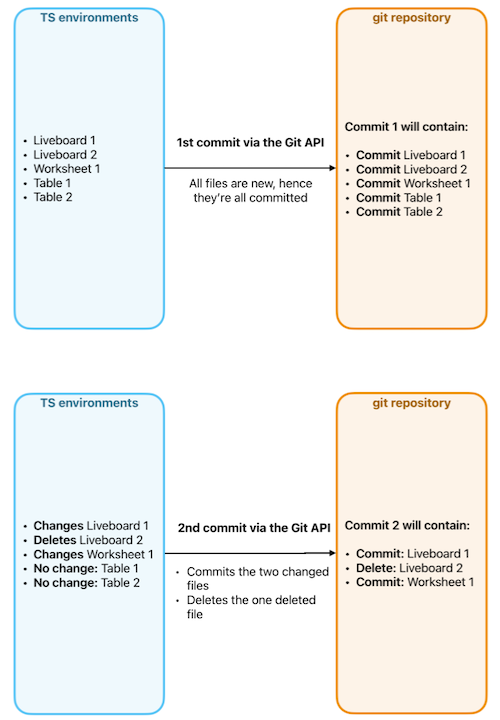 TS environments
• Liveboard 1
• Liveboard 2
• Worksheet 1
• Table 1
• Table 2
1st commit via the Git API
All files are new, hence
they're all committed
git repository
Commit 1 will contain:
• Commit Liveboard 1
• Commit Liveboard 2
• Commit Worksheet 1
• Commit Table 1
• Commit Table 2
TS environments
• Changes Liveboard 1
• Deletes Liveboard 2
• Changes Worksheet 1
• No change: Table 1
• No change: Table 2
2nd commit via the Git API
• Commits the two changed
files
• Deletes the one deleted
file
git repository
Commit 2 will contain:
• Commit: Liveboard 1
• Delete: Liveboard 2
• Commit: Worksheet 1